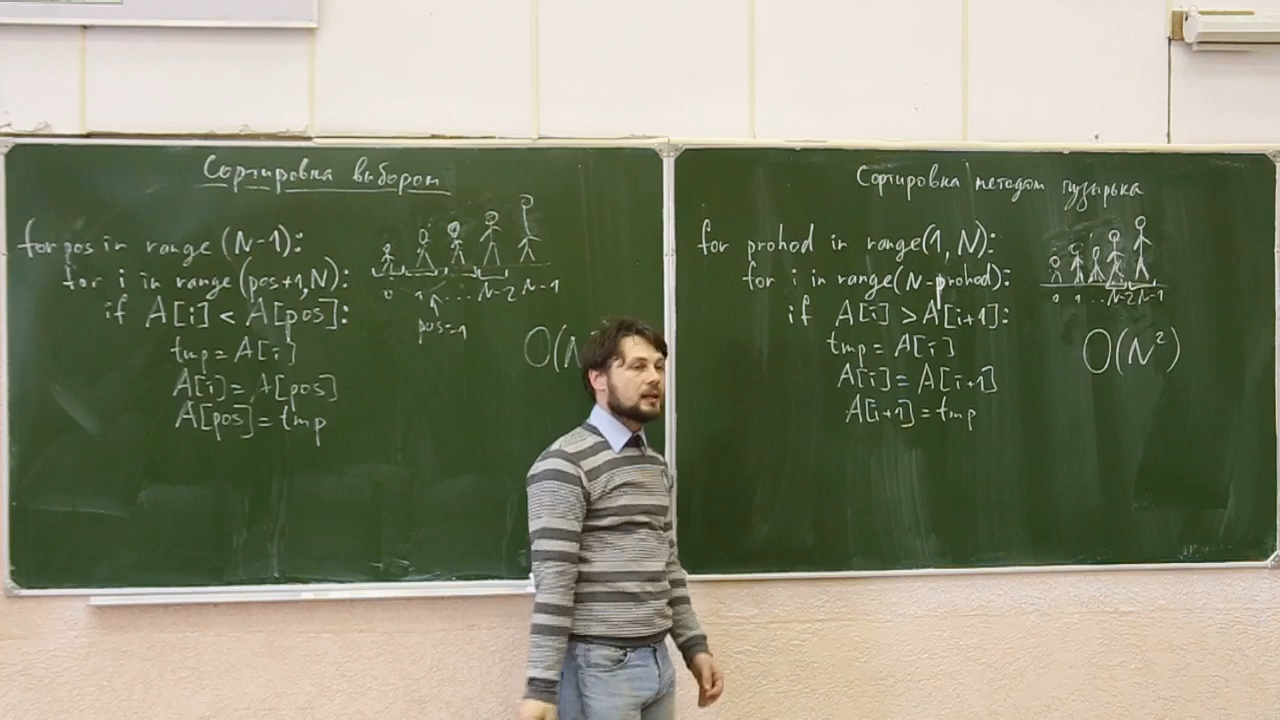 Сортировка выбором
for pos in range (N-1):
for i in range (pos+1,N):
if A[i] < A[pos]:
tmp = A[i]
A[i] = A[pos]
A[pos] = tmp
0 1 ... N-2 N-1
pos=1
O(N
Сортировка методом пузырька
for prohod in range(1, N):
for i in range(N-prohod):
if A[i] > A[i+1]:
tmp = A[i]
A[i] = A[i+1]
A[i+1] = tmp
0 1 ... N-2 N-1
O(N²)